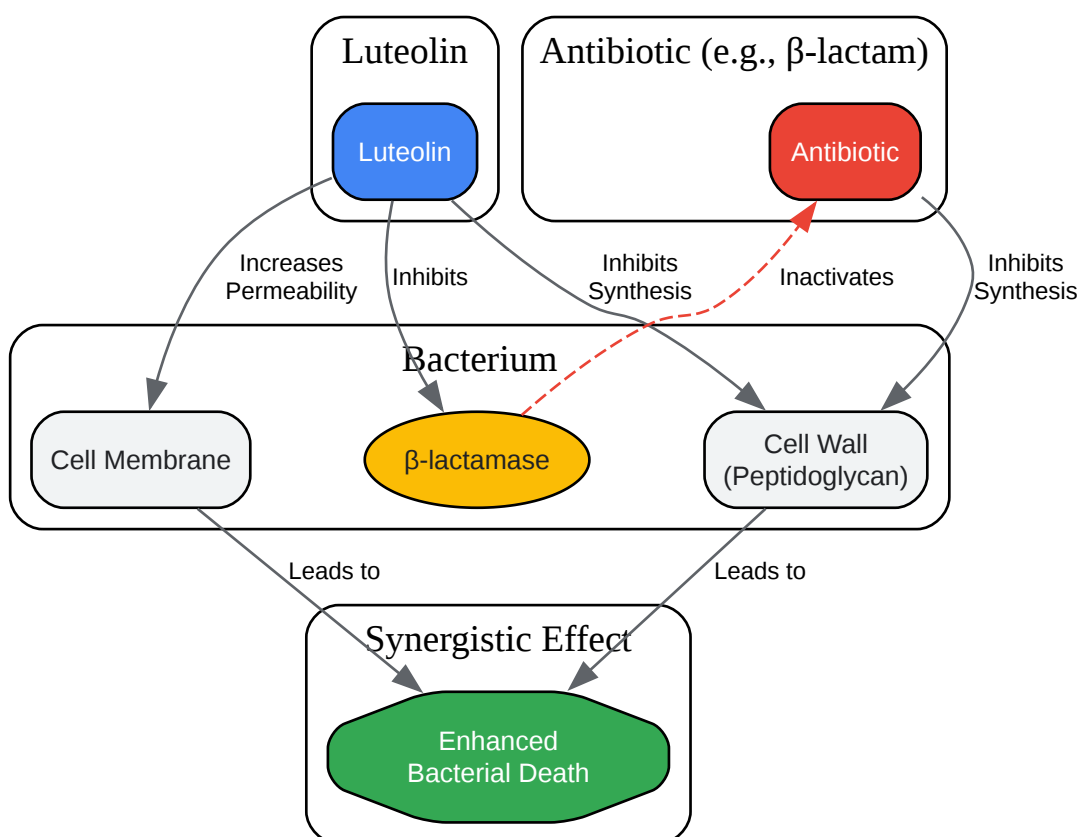 Luteolin
Antibiotic (e.g., β-lactam)
Luteolin
Antibiotic
Increases
Permeability
Inhibits
Inhibits
Synthesis
Inactivates
Inhibits
Synthesis
Bacterium
Cell Membrane
β-lactamase
Cell Wall
(Peptidoglycan)
Leads to
Leads to
Synergistic Effect
Enhanced
Bacterial Death